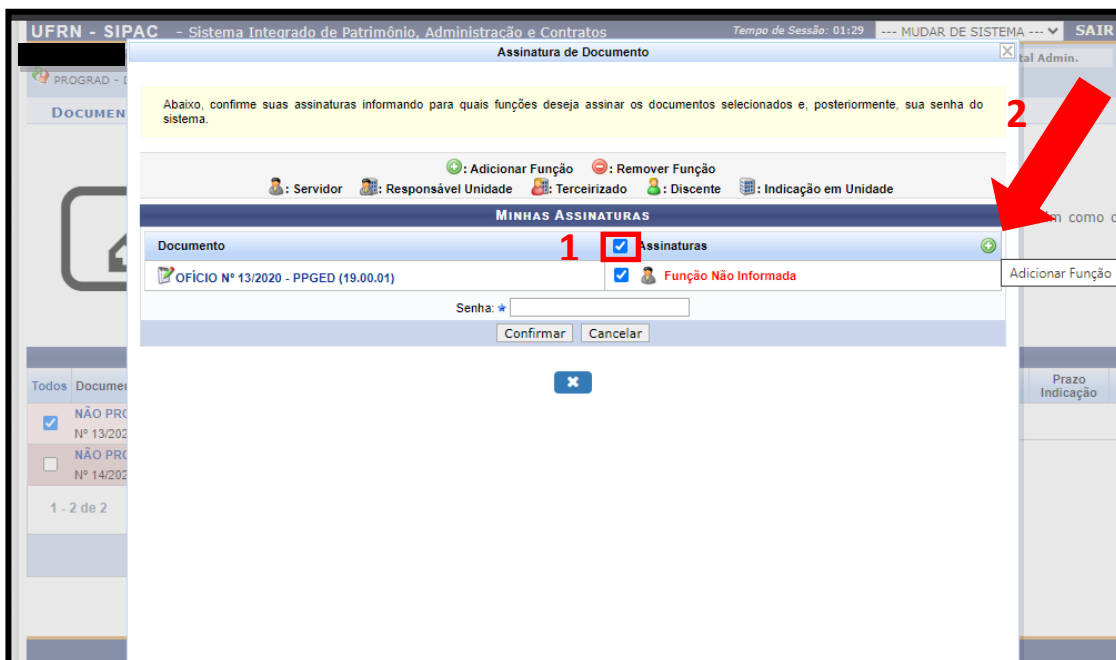 UFRN - SIPAC - Sistema Integrado de Patrimônio, Administração e Contratos Tempo de Sessão: 01:29 --- MUDAR DE SISTEMA --- SAIR
Assinatura de Documento
tal Admin.
PROGRAD -
DOCUMEN
Abaixo, confirme suas assinaturas informando para quais funções deseja assinar os documentos selecionados e, posteriormente, sua senha do
sistema.
2
: Adicionar Função : Remover Função
: Servidor : Responsável Unidade : Terceirizado : Discente : Indicação em Unidade
MINHAS ASSINATURAS
m como
Documento 1 Assinaturas
Adicionar Função
OFÍCIO Nº 13/2020 - PPGED (19.00.01) Função Não Informada
Senha:
Confirmar Cancelar
Todos Documen Prazo
Indicação
NÃO PRO
Nº 13/202
NÃO PRO
Nº 14/202
1 - 2 de 2